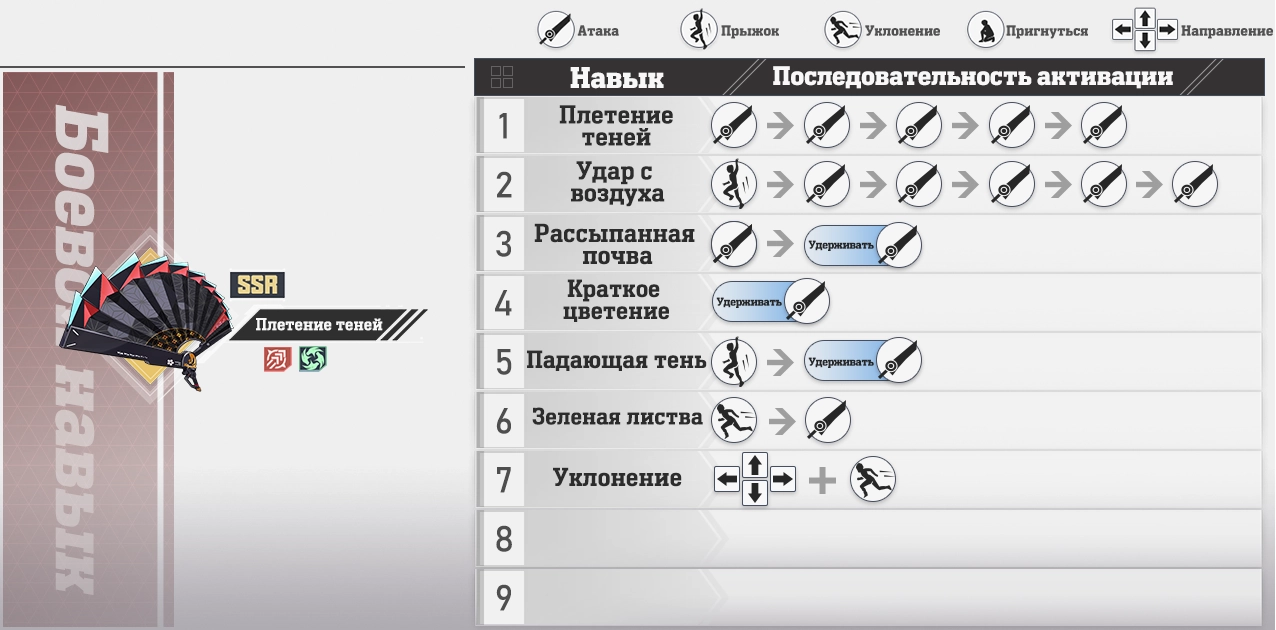 Атака
Прыжок
Уклонение
Пригнуться
Направление
Навык
Последовательность активации
Боевой навык
SSR
Плетение теней
1
Плетение
теней
2
Удар с
воздуха
3
Рассыпанная
почва
Удерживать
4
Краткое
цветение
Удерживать
5
Падающая тень
Удерживать
6
Зеленая листва
7
Уклонение
8
9